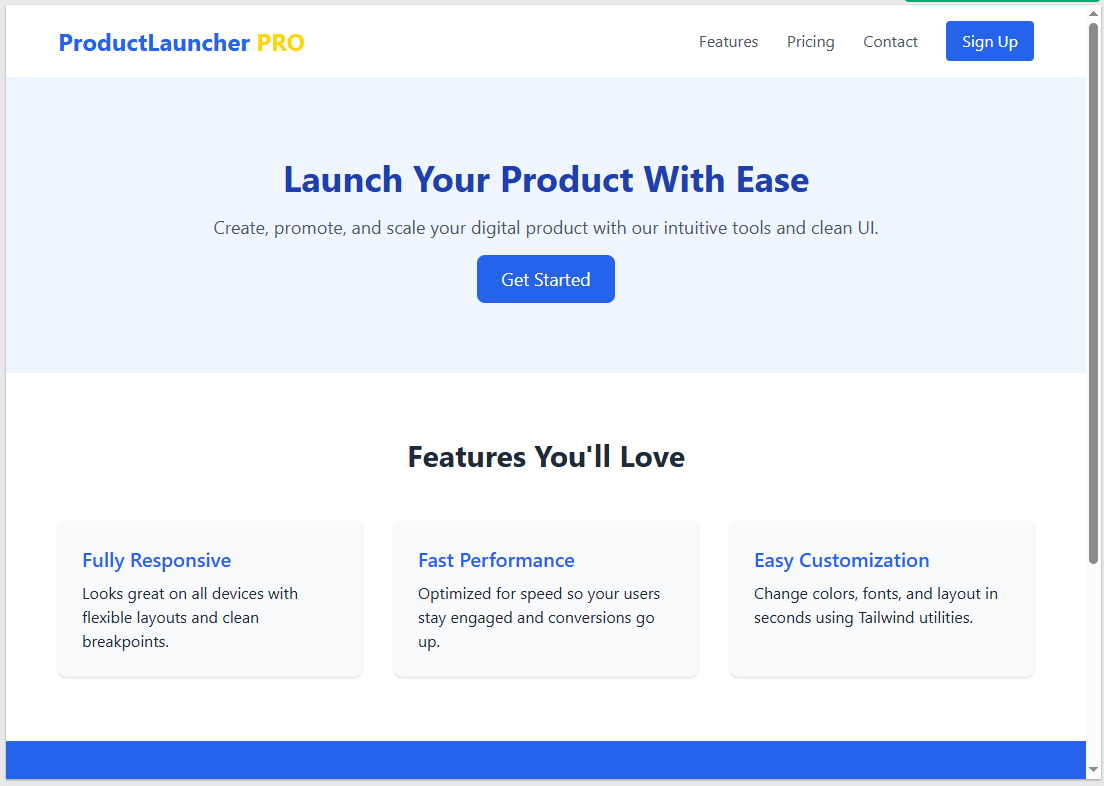 ProductLauncher PRO
Features
Pricing
Contact
Sign Up
Launch Your Product With Ease
Create, promote, and scale your digital product with our intuitive tools and clean UI.
Get Started
Features You'll Love
Fully Responsive
Looks great on all devices with
flexible layouts and clean
breakpoints.
Fast Performance
Optimized for speed so your users
stay engaged and conversions go
up.
Easy Customization
Change colors, fonts, and layout in
seconds using Tailwind utilities.